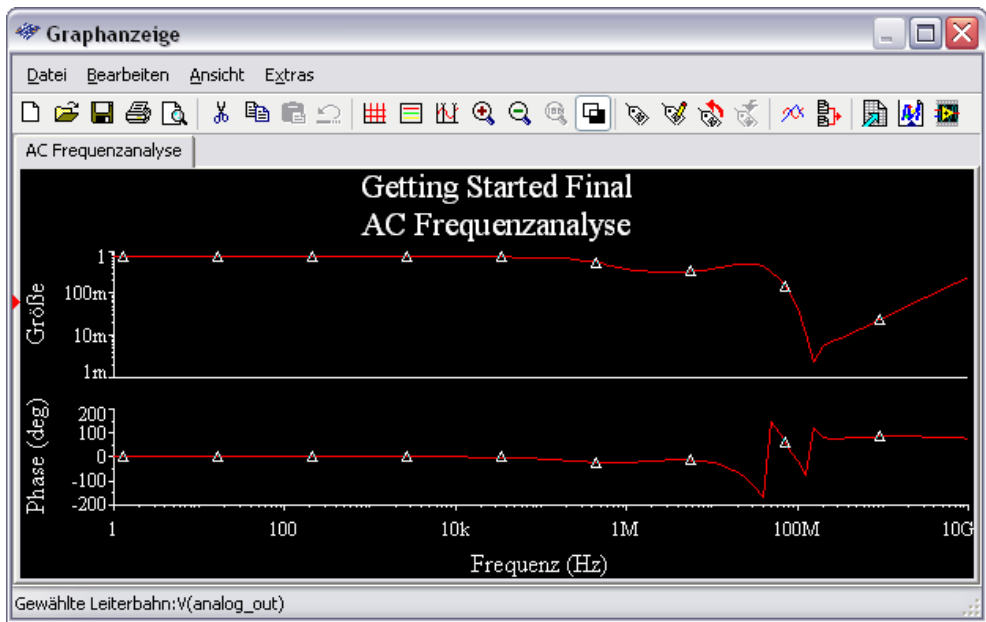 Graphanzeige
Datei Bearbeiten Ansicht Extras
AC Frequenzanalyse
Getting Started Final
AC Frequenzanalyse
Größe
1
100m
10m
1m
Phase (deg)
200
100
0
-100
-200
1 100 10k 1M 100M 10G
Frequenz (Hz)
Gewählte Leiterbahn:V(analog_out)